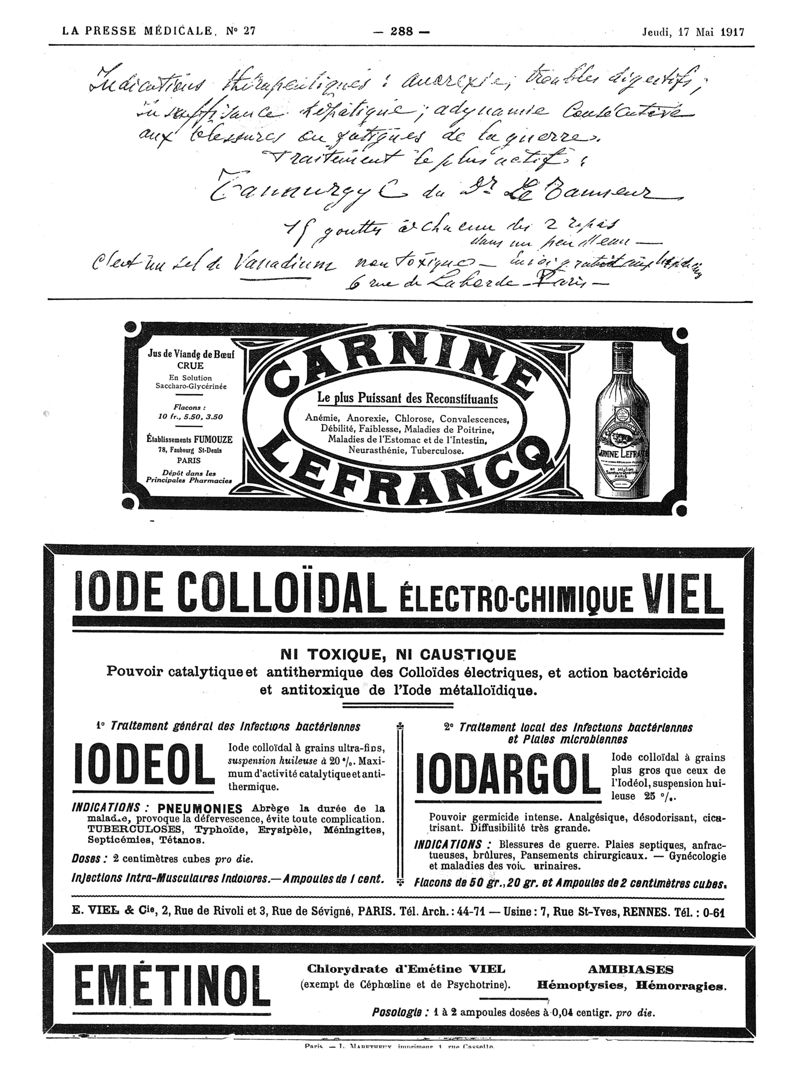 LA PRESSE MÉDICALE, Nº 27 — 288 — Jeudi, 17 Mai 1917
Indications thérapeutiques : anorexie, troubles digestifs,
insuffisance hépatique ; adynamie consécutive
aux blessures ou fatigues de la guerre.
Traitement le plus actif :
du Dr Le Tanneur
15 gouttes à chacun des 2 repas
dans un peu d'eau —
c'est un sel de Vanadium non toxique — envoi gratuit aux
6 rue de Laborde Paris —
Jus de Viande de Bœuf
CRUE
En Solution
Saccharo-Glycérinée
Flacons :
10 fr., 5.50, 3.50
Établissements FUMOUZE
78, Faubourg St-Denis
PARIS
Dépôt dans les
Principales Pharmacies
CARNINE
Le plus Puissant des Reconstituants
Anémie, Anorexie, Chlorose, Convalescences,
Débilité, Faiblesse, Maladies de Poitrine,
Maladies de l'Estomac et de l'Intestin,
Neurasthénie, Tuberculose.
LEFRANCQ
IODE COLLOÏDAL ÉLECTRO-CHIMIQUE VIEL
NI TOXIQUE, NI CAUSTIQUE
Pouvoir catalytique et antithermique des Colloïdes électriques, et action bactéricide
et antitoxique de l'Iode métalloïdique.
1º Traitement général des Infections bactériennes
IODEOL
Iode colloïdal à grains ultra-fins,
suspension huileuse à 20 %. Maxi-
mum d'activité catalytique et anti-
thermique.
INDICATIONS : PNEUMONIES Abrège la durée de la
maladie, provoque la défervescence, évite toute complication.
TUBERCULOSES, Typhoïde, Erysipèle, Méningites,
Septicémies, Tétanos.
Doses : 2 centimètres cubes pro die.
Injections Intra-Musculaires Indolores. — Ampoules de 1 cent.
2º Traitement local des Infections bactériennes
et Plaies microbiennes
IODARGOL
Iode colloïdal à grains
plus gros que ceux de
l'Iodéol, suspension hui-
leuse 25 %.
Pouvoir germicide intense. Analgésique, désodorisant, cica-
trisant. Diffusibilité très grande.
INDICATIONS : Blessures de guerre. Plaies septiques, anfrac-
tueuses, brûlures, Pansements chirurgicaux. — Gynécologie
et maladies des voies urinaires.
Flacons de 50 gr., 20 gr. et Ampoules de 2 centimètres cubes.
E. VIEL & Cie, 2, Rue de Rivoli et 3, Rue de Sévigné, PARIS. Tél. Arch. : 44-71 — Usine : 7, Rue St-Yves, RENNES. Tél. : 0-61
EMÉTINOL
Chlorydrate d'Emétine VIEL
(exempt de Céphœline et de Psychotrine).
AMIBIASES
Hémoptysies, Hémorragies.
Posologie : 1 à 2 ampoules dosées à 0,04 centigr. pro die.
Paris. — L. MARETHEUX, imprimeur, 1, rue Cassette.